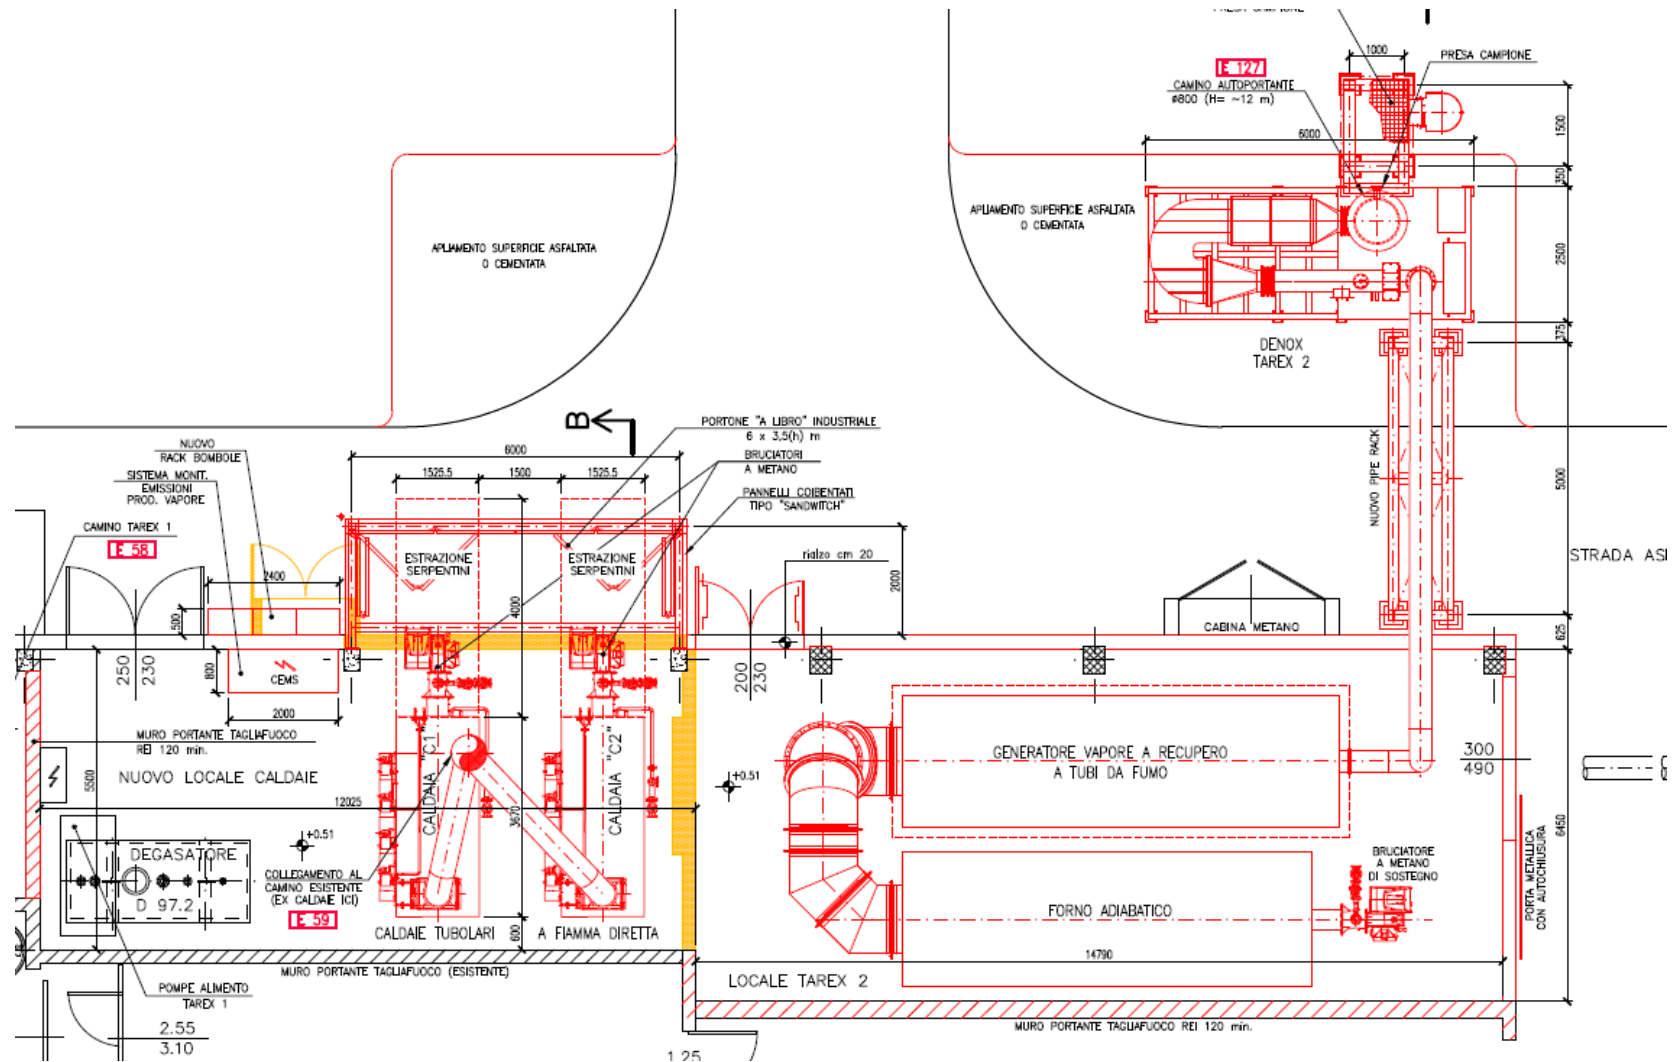 1000
PRESA CAMPIONE
E 127
CAMINO AUTOPORTANTE
ø800 (H= ~12 m)
6000
1500
350
APLIAMENTO SUPERFICIE ASFALTATA
O CEMENTATA
APLIAMENTO SUPERFICIE ASFALTATA
O CEMENTATA
2500
375
DENOX
TAREX 2
NUOVO PIPE RACK
5000
STRADA
625
B
PORTONE "A LIBRO" INDUSTRIALE
6 x 3,5(h) m
BRUCIATORI
A METANO
PANNELLI COIBENTATI
TIPO "SANDWITCH"
6000
1525.5
1500
1525.5
NUOVO
RACK BOMBOLE
SISTEMA MONIT.
EMISSIONI
PROD. VAPORE
CAMINO TAREX 1
E 58
2400
500
ESTRAZIONE
SERPENTINI
ESTRAZIONE
SERPENTINI
4000
rialzo cm 20
2000
CABINA METANO
250
230
800
CEMS
2000
200
230
MURO PORTANTE TAGLIAFUOCO
REI 120 min.
NUOVO LOCALE CALDAIE
5500
12025
CALDAIA "C1"
CALDAIA "C2"
3670
+0.51
+0.51
GENERATORE VAPORE A RECUPERO
A TUBI DA FUMO
300
490
6450
DEGASATORE
D 97.2
COLLEGAMENTO AL
CAMINO ESISTENTE
(EX CALDAIE ICI)
E 59
CALDAIE TUBOLARI
A FIAMMA DIRETTA
600
BRUCIATORE
A METANO
DI SOSTEGNO
FORNO ADIABATICO
PORTA METALLICA
CON AUTOCHIUSURA
14790
MURO PORTANTE TAGLIAFUOCO (ESISTENTE)
LOCALE TAREX 2
POMPE ALIMENTO
TAREX 1
MURO PORTANTE TAGLIAFUOCO REI 120 min.
2.55
3.10
1.25